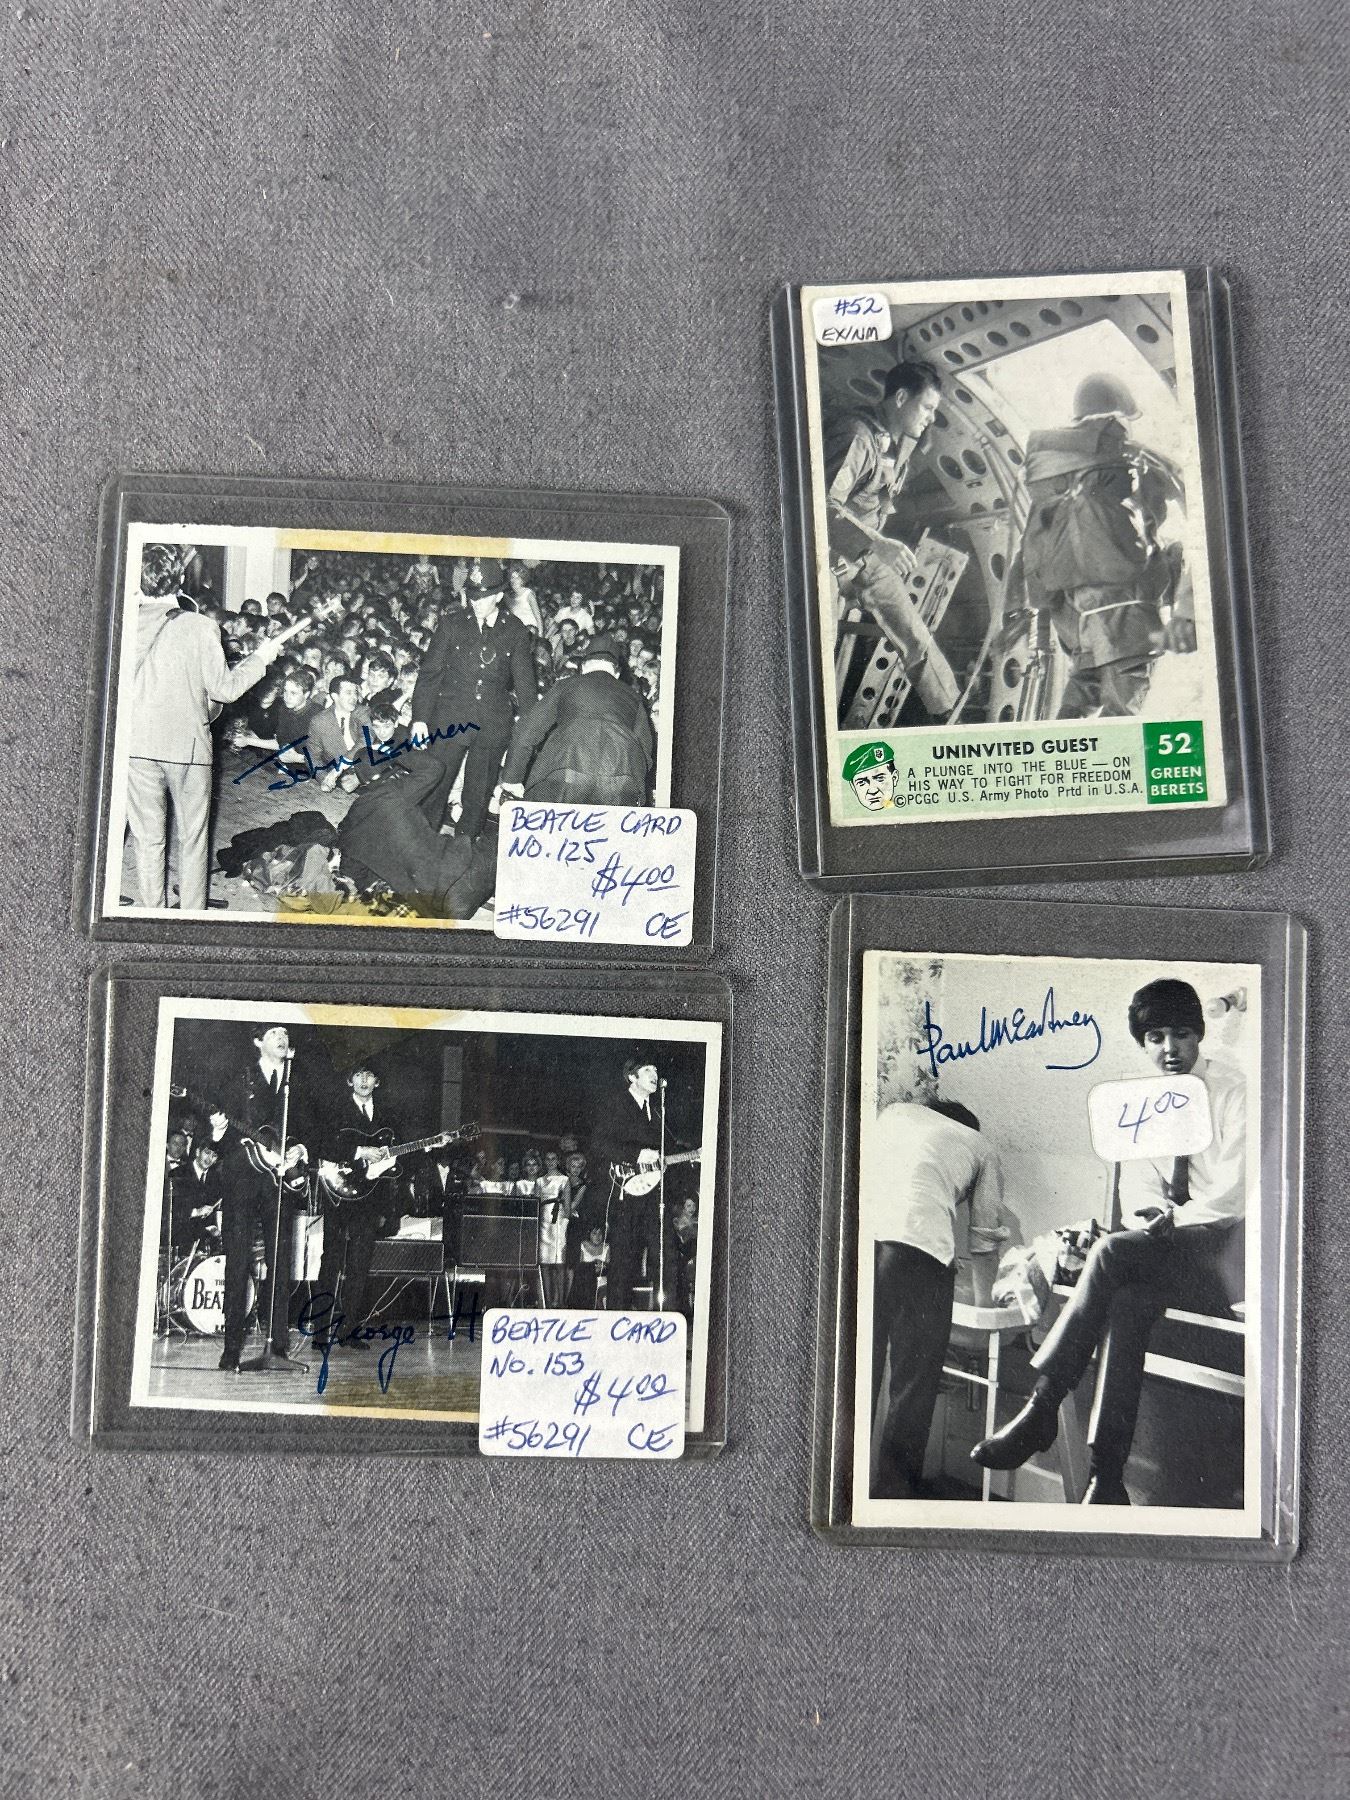 #52
EX/NM
UNINVITED GUEST
A PLUNGE INTO THE BLUE — ON
HIS WAY TO FIGHT FOR FREEDOM
©PCGC U.S. Army Photo Prtd in U.S.A.
52
GREEN
BERETS
John Lennon
BEATLE CARD
NO. 125
$4.00
#56291 CE
THE
BEA
George H
BEATLE CARD
No. 153
$4.00
#56291 CE
Paul McCartney
4.00